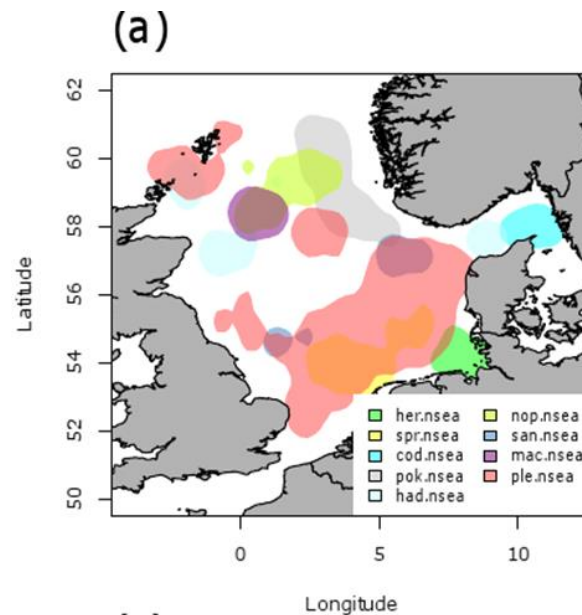 (a)
62
60
58
56
54
52
50
Latitude
her.nsea nop.nsea
spr.nsea san.nsea
cod.nsea mac.nsea
pok.nsea ple.nsea
had.nsea
0 5 10
Longitude